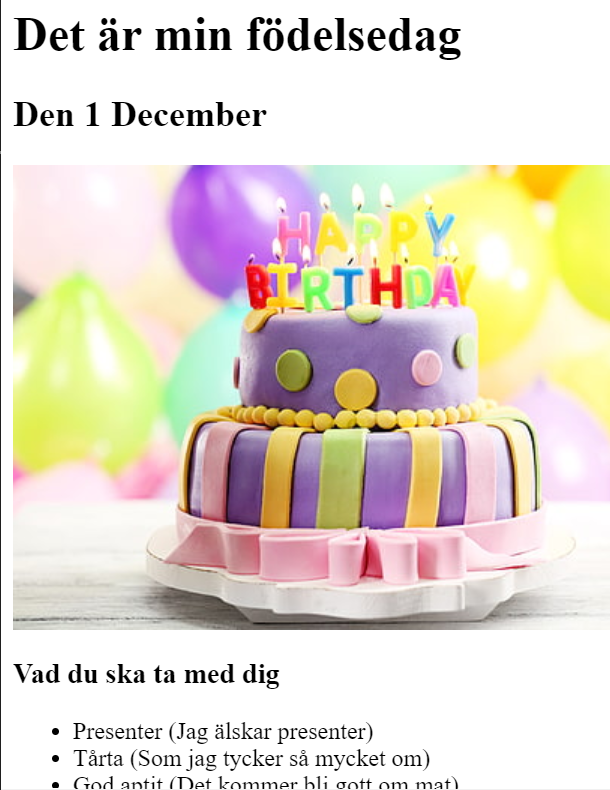 Det är min födelsedag
Den 1 December
HAPPY
BIRTHDAY
Vad du ska ta med dig
Presenter (Jag älskar presenter)
Tårta (Som jag tycker så mycket om)
God aptit (Det kommer bli gott om mat)